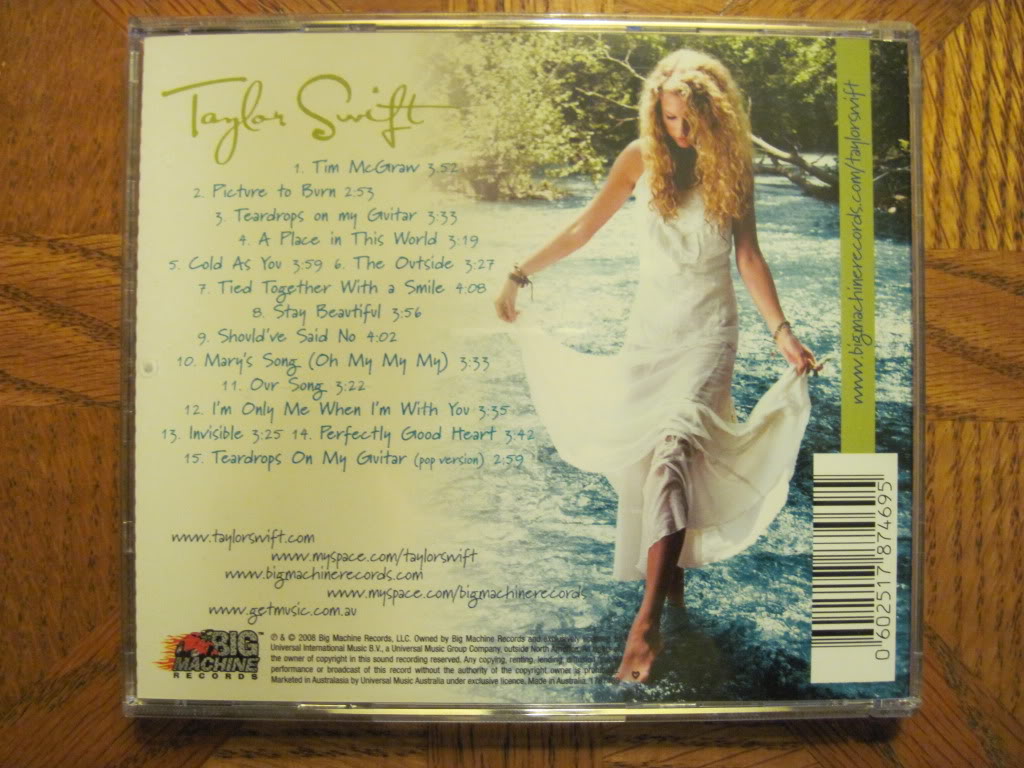 Taylor Swift
1. Tim McGraw 3:52
2. Picture to Burn 2:53
3. Teardrops on my Guitar 3:33
4. A Place in This World 3:19
5. Cold As You 3:59 6. The Outside 3:27
7. Tied Together With a Smile 4:08
8. Stay Beautiful 3:56
9. Should've Said No 4:02
10. Mary's Song (Oh My My My) 3:33
11. Our Song 3:22
12. I'm Only Me When I'm With You 3:35
13. Invisible 3:25 14. Perfectly Good Heart 3:42
15. Teardrops On My Guitar (pop version) 2:59
www.taylorswift.com
www.myspace.com/taylorswift
www.bigmachinerecords.com
www.myspace.com/bigmachinerecords
www.getmusic.com.au
BIG
MACHINE
RECORDS
℗ & © 2008 Big Machine Records, LLC. Owned by Big Machine Records and exclusively
Universal International Music B.V., a Universal Music Group Company, outside North America.
the owner of copyright in this sound recording reserved. Any copying, renting, lending,
performance or broadcast of this record without the authority of the copyright owner is
Marketed in Australasia by Universal Music Australia under exclusive licence. Made in Australia.
www.bigmachinerecords.com/taylorswift
0 602517 874695